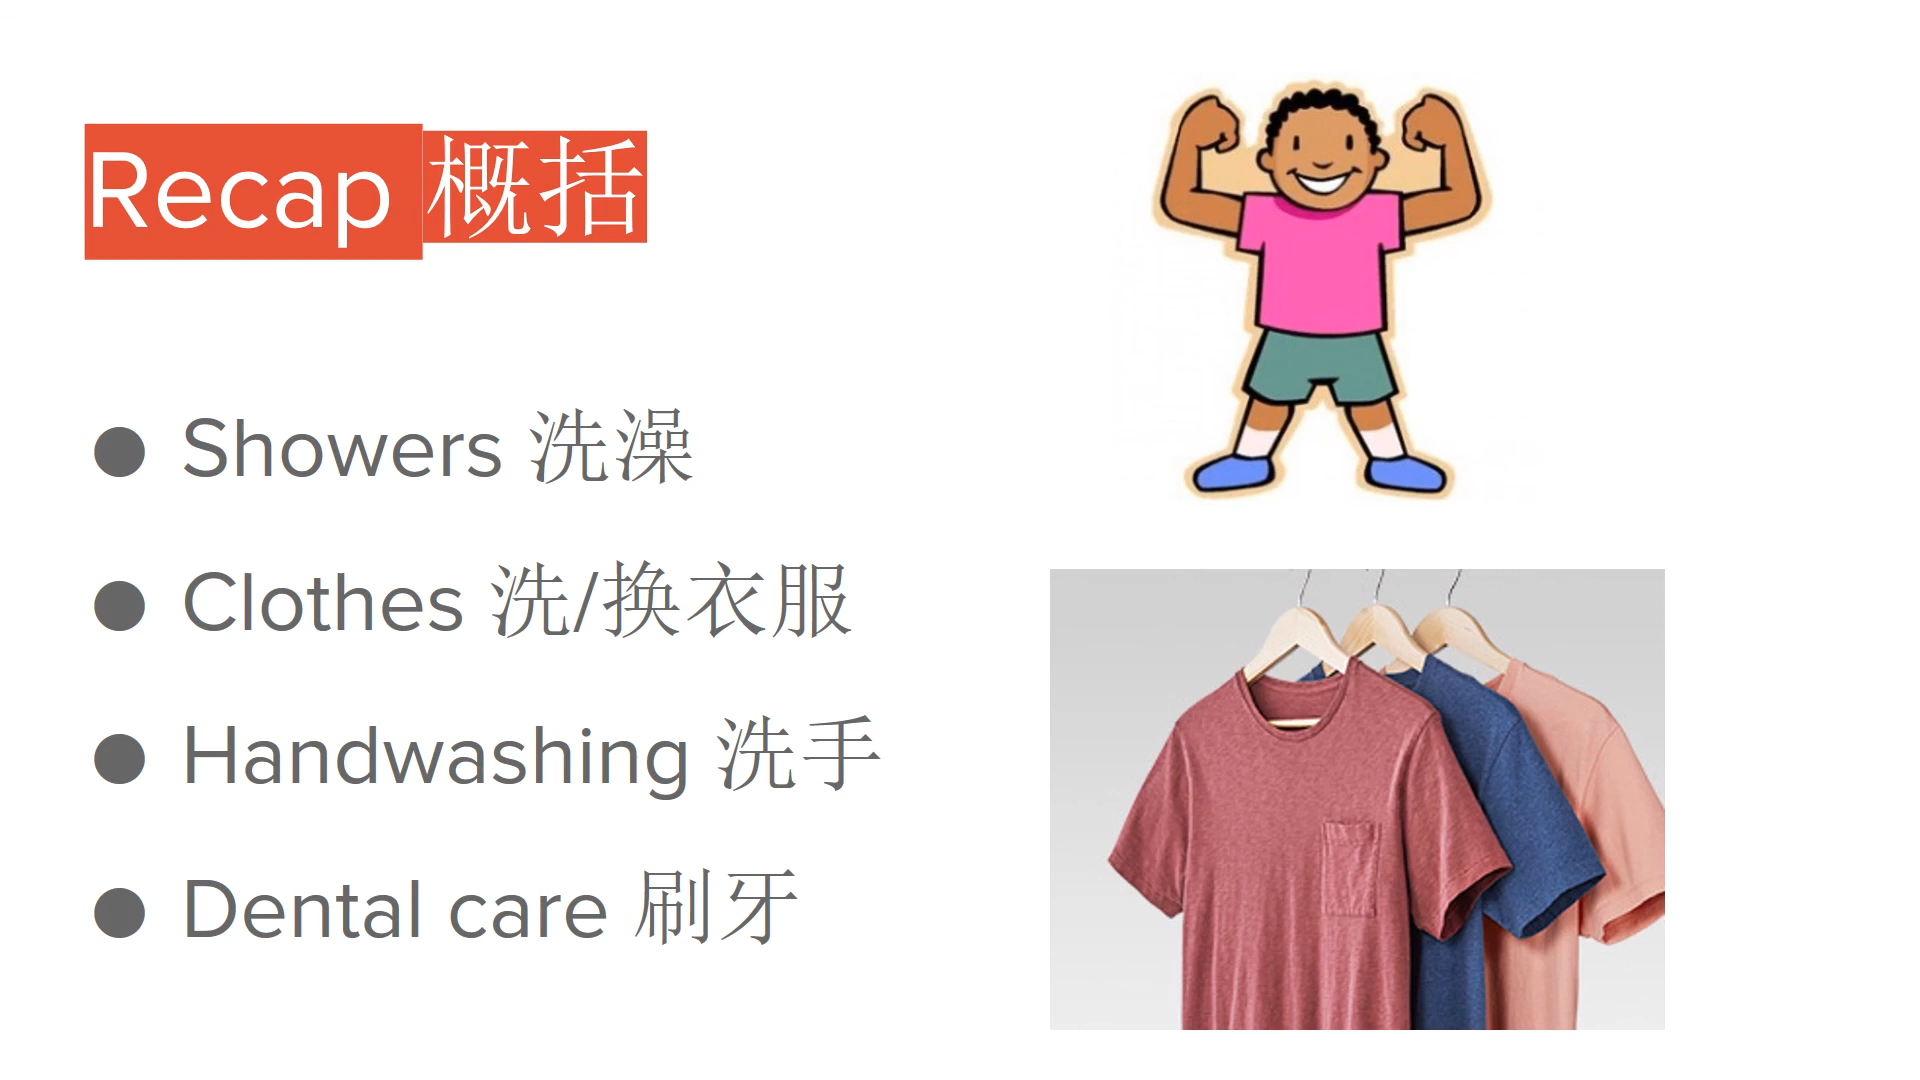 Recap 概括
● Showers 洗澡
● Clothes 洗/换衣服
● Handwashing 洗手
● Dental care 刷牙